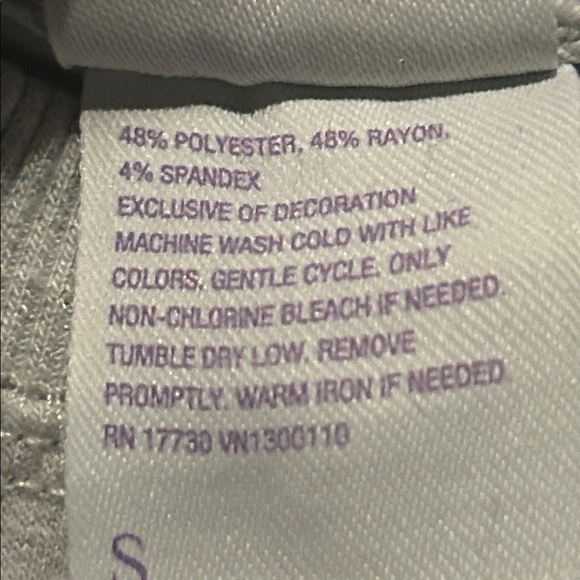 48% POLYESTER, 48% RAYON,
4% SPANDEX
EXCLUSIVE OF DECORATION
MACHINE WASH COLD WITH LIKE
COLORS, GENTLE CYCLE. ONLY
NON-CHLORINE BLEACH IF NEEDED.
TUMBLE DRY LOW. REMOVE
PROMPTLY. WARM IRON IF NEEDED
RN 17730 VN1300110
S